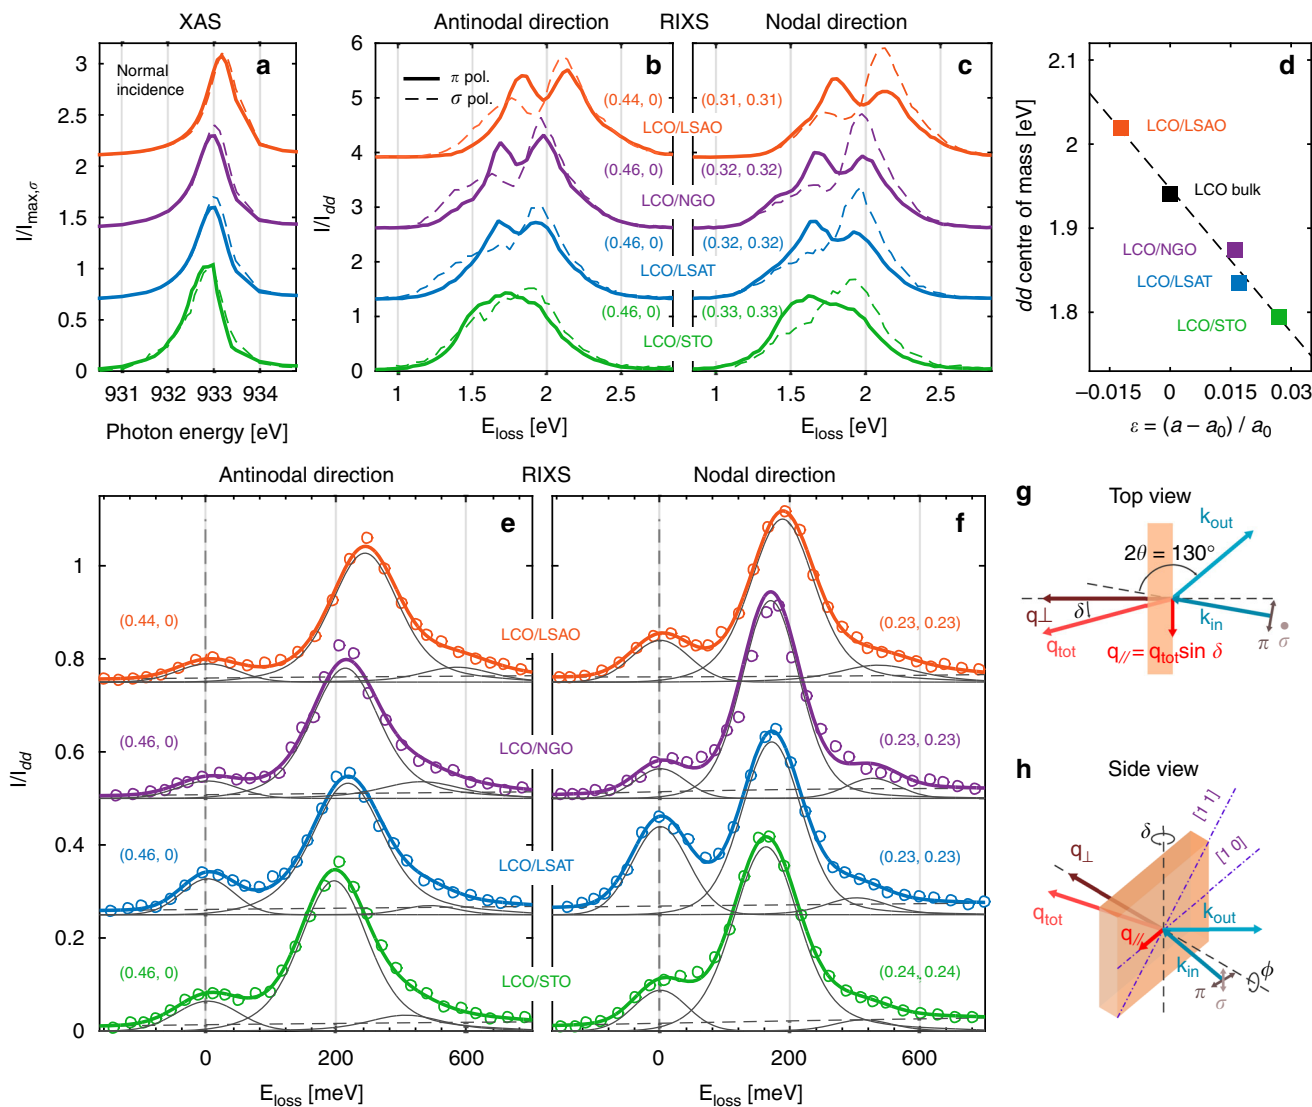 XAS
Antinodal direction
RIXS
Nodal direction
a
Normal
incidence
I/I_max,σ
3
2.5
2
1.5
1
0.5
0
931 932 933 934
Photon energy [eV]
b
π pol.
σ pol.
I/I_dd
6
5
4
3
2
1
0
(0.44, 0)
LCO/LSAO
(0.46, 0)
LCO/NGO
(0.46, 0)
LCO/LSAT
(0.46, 0)
LCO/STO
1 1.5 2 2.5
E_loss [eV]
c
(0.31, 0.31)
(0.32, 0.32)
(0.32, 0.32)
(0.33, 0.33)
1 1.5 2 2.5
E_loss [eV]
d
dd centre of mass [eV]
2.1
2
1.9
1.8
LCO/LSAO
LCO bulk
LCO/NGO
LCO/LSAT
LCO/STO
−0.015 0 0.015 0.03
ε = (a − a₀) / a₀
Antinodal direction
RIXS
Nodal direction
e
I/I_dd
1
0.8
0.6
0.4
0.2
0
(0.44, 0)
LCO/LSAO
(0.46, 0)
LCO/NGO
(0.46, 0)
LCO/LSAT
(0.46, 0)
LCO/STO
0 200 600
E_loss [meV]
f
(0.23, 0.23)
(0.23, 0.23)
(0.23, 0.23)
(0.24, 0.24)
0 200 600
E_loss [meV]
g
Top view
k_out
2θ = 130°
q⊥
δ
k_in
q_tot
π
σ
q_// = q_tot sin δ
h
Side view
[1 1]
δ
[1 0]
q⊥
q_tot
k_out
q_//
k_in
φ
π
σ